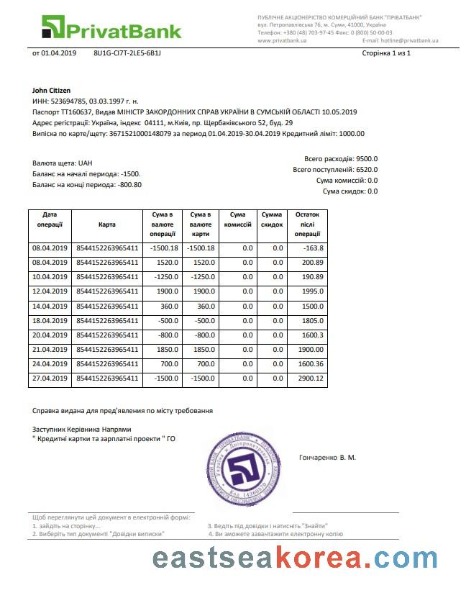 PrivatBank
ПУБЛІЧНЕ АКЦІОНЕРСТВО КОМЕРЦІЙНИЙ БАНК "ПРИВАТБАНК"
вул. Петропавлівська 76, м. Суми, 41000, Україна
Телефон: +380 (48) 703-97-45 Факс: 0 (800) 50-00-03
www.privatbank.ua E-mail: hotline@privatbank.ua
от 01.04.2019 8U1G-CI7T-2LE5-6B1J Сторінка 1 из 1
John Citizen
ИНН: 523694785, 03.03.1997 г. н.
Паспорт ТТ160637, Видав МІНІСТР ЗАКОРДОННИХ СПРАВ УКРАЇНИ В СУМСЬКІЙ ОБЛАСТІ 10.05.2019
Адрес регістрації: Україна, індекс 04111, м.Київ, пр. Щербаківського 52, буд. 29
Випісна по карте/щету: 3671521000148079 за период 01.04.2019-30.04.2019 Кредитний ліміт: 1000.00
Всего расходів: 9500.0
Валюта щета: UAH
Всего поступленій: 6520.0
Баланс на началі периода: -1500.
Сума комиссій: 0.0
Баланс на конці периода: -800.80
Сума скидок: 0.0
Дата операції Карта Сума в валюте операції Сума в валюте карти Сума комиссий Сумма скидок Остаток після операції
08.04.2019 8544152263965411 -1500.18 -1500.18 0.0 0.0 -163.8
08.04.2019 8544152263965411 1520.0 1520.0 0.0 0.0 200.89
10.04.2019 8544152263965411 -1250.0 -1250.0 0.0 0.0 190.89
12.04.2019 8544152263965411 1900.0 1900.0 0.0 0.0 1995.0
14.04.2019 8544152263965411 360.0 360.0 0.0 0.0 1500.0
18.04.2019 8544152263965411 -500.0 -500.0 0.0 0.0 1805.0
20.04.2019 8544152263965411 -800.0 -800.0 0.0 0.0 1600.3
21.04.2019 8544152263965411 1850.0 1850.0 0.0 0.0 1900.00
24.04.2019 8544152263965411 700.0 700.0 0.0 0.0 1600.36
27.04.2019 8544152263965411 -1500.0 -1500.0 0.0 0.0 2900.12
Справка видана для пред'явления по місту требования
Заступник Керівника Напрями
" Кредитні картки та зарплатні проекти " ГО
Гончаренко В. М.
Щоб переглянути цей документ в електронній формі:
1. зайдіть на сторінку... 3. Ведіть під довідки і натисніть "Знайти"
2. Виберіть тип документі "Довідки виписки" 4. Ви зможете завантажити електронну копію
eastseakorea.com